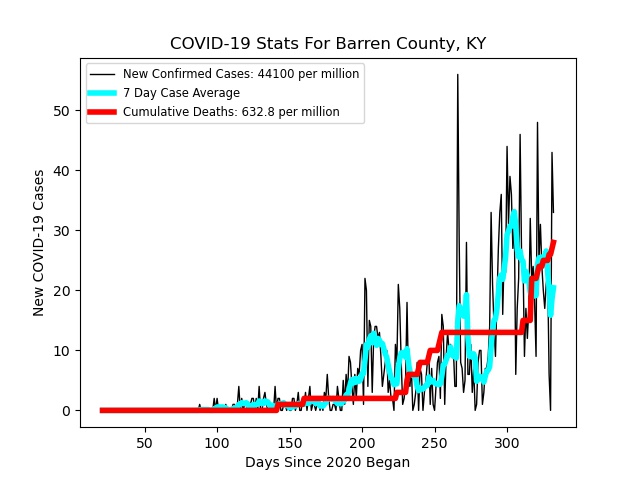 COVID-19 Stats For Barren County, KY
New Confirmed Cases: 44100 per million
7 Day Case Average
Cumulative Deaths: 632.8 per million
New COVID-19 Cases
50
40
30
20
10
0
50 100 150 200 250 300
Days Since 2020 Began